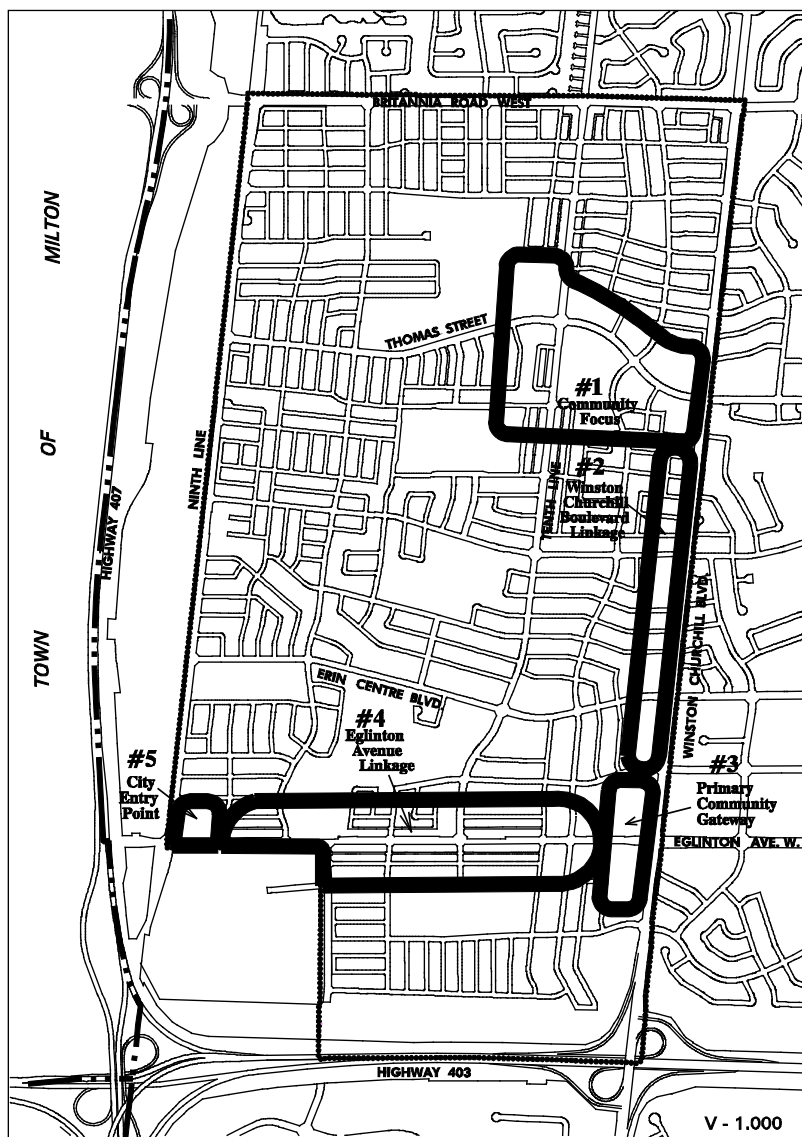 BRITANNIA ROAD WEST
TOWN OF MILTON
THOMAS STREET
#1
Community
Focus
#2
Winston
Churchill
Boulevard
Linkage
TENTH LINE
NINTH LINE
HIGHWAY 407
WINSTON CHURCHILL BLVD.
ERIN CENTRE BLVD
#4
Eglinton
Avenue
Linkage
#5
City
Entry
Point
#3
Primary
Community
Gateway
EGLINTON AVE. W.
HIGHWAY 403
V - 1.000